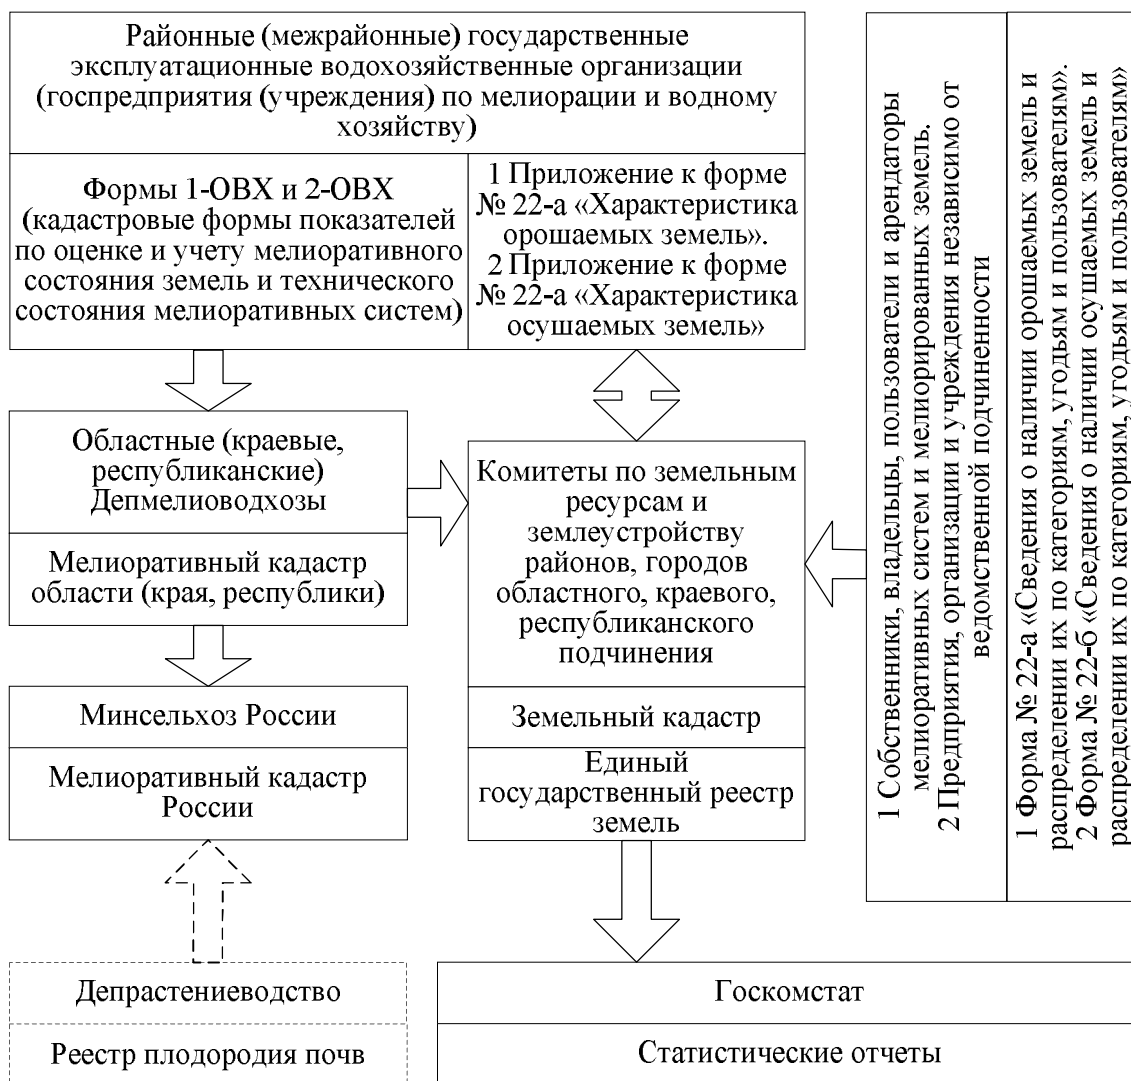 Районные (межрайонные) государственные
эксплуатационные водохозяйственные организации
(госпредприятия (учреждения) по мелиорации и водному
хозяйству)
Формы 1-ОВХ и 2-ОВХ
(кадастровые формы показателей
по оценке и учету мелиоративного
состояния земель и технического
состояния мелиоративных систем)
1 Приложение к форме
№ 22-а «Характеристика
орошаемых земель».
2 Приложение к форме
№ 22-а «Характеристика
осушаемых земель»
Областные (краевые,
республиканские)
Депмелиоводхозы
Мелиоративный кадастр
области (края, республики)
Минсельхоз России
Мелиоративный кадастр
России
Депрастениеводство
Реестр плодородия почв
Комитеты по земельным
ресурсам и
землеустройству
районов, городов
областного, краевого,
республиканского
подчинения
Земельный кадастр
Единый
государственный реестр
земель
Госкомстат
Статистические отчеты
1 Собственники, владельцы, пользователи и арендаторы
мелиоративных систем и мелиорированных земель.
2 Предприятия, организации и учреждения независимо от
ведомственной подчиненности
1 Форма № 22-а «Сведения о наличии орошаемых земель и
распределении их по категориям, угодьям и пользователям».
2 Форма № 22-б «Сведения о наличии осушаемых земель и
распределении их по категориям, угодьям и пользователям»